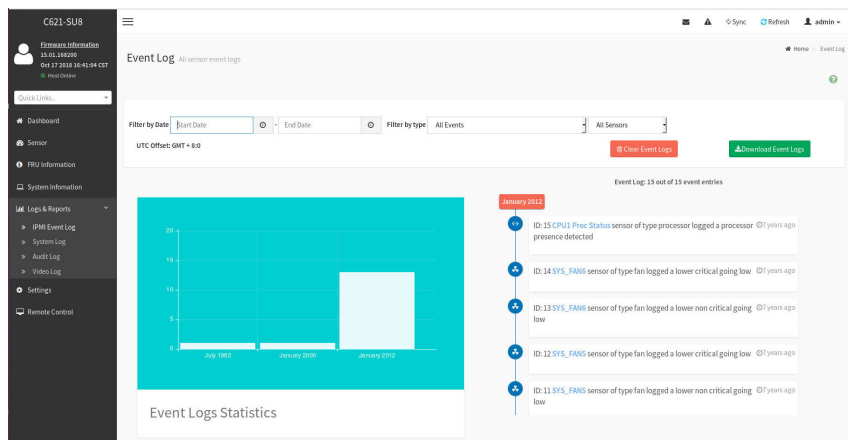 C621-SU8
Sync
Refresh
admin
Firmware Information
15.01.168200
Oct 17 2018 16:41:04 CST
Host Online
Quick Links...
Dashboard
Sensor
FRU Information
System Infomation
Logs & Reports
» IPMI Event Log
» System Log
» Audit Log
» Video Log
Settings
Remote Control
Event Log All sensor event logs
Home > Event Log
Filter by Date Start Date - End Date Filter by type All Events All Sensors
UTC Offset: GMT + 8:0
Clear Event Logs
Download Event Logs
Event Log: 15 out of 15 event entries
20
15
10
5
0
July 1983 January 2000 January 2012
Event Logs Statistics
January 2012
ID: 15 CPU1 Proc Status sensor of type processor logged a processor 7 years ago
presence detected
ID: 14 SYS_FAN6 sensor of type fan logged a lower critical going low 7 years ago
ID: 13 SYS_FAN6 sensor of type fan logged a lower non critical going 7 years ago
low
ID: 12 SYS_FAN5 sensor of type fan logged a lower critical going low 7 years ago
ID: 11 SYS_FAN5 sensor of type fan logged a lower non critical going 7 years ago
low